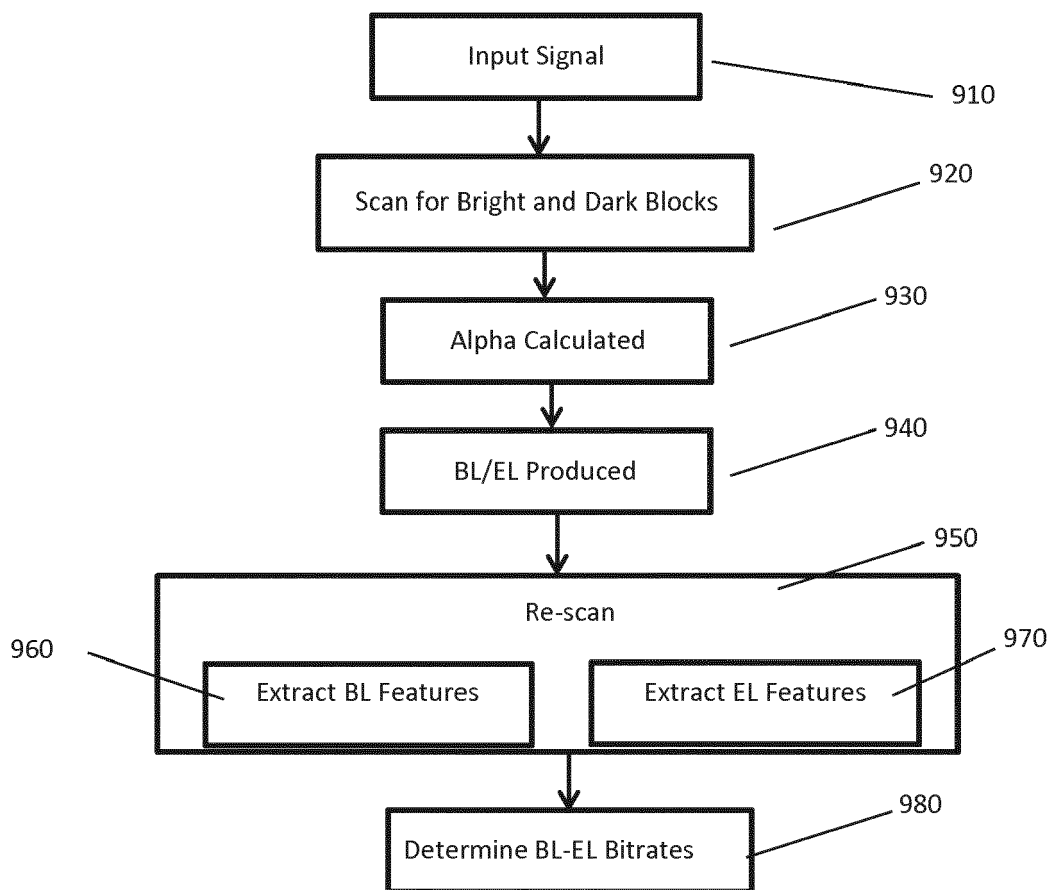 Input Signal
910
Scan for Bright and Dark Blocks
920
Alpha Calculated
930
BL/EL Produced
940
950
Re-scan
960
970
Extract BL Features
Extract EL Features
Determine BL-EL Bitrates
980